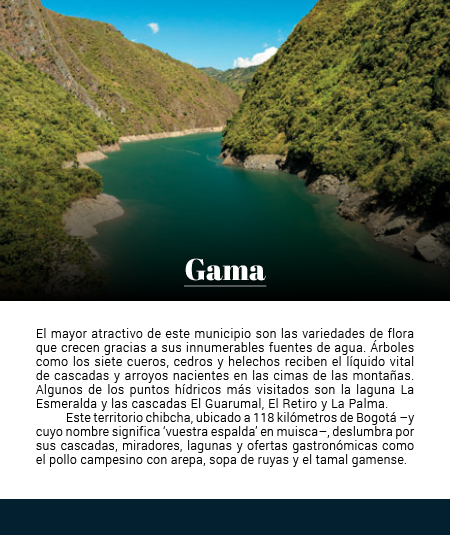 Gama
El mayor atractivo de este municipio son las variedades de flora
que crecen gracias a sus innumerables fuentes de agua. Árboles
como los siete cueros, cedros y helechos reciben el líquido vital
de cascadas y arroyos nacientes en las cimas de las montañas.
Algunos de los puntos hídricos más visitados son la laguna La
Esmeralda y las cascadas El Guarumal, El Retiro y La Palma.
Este territorio chibcha, ubicado a 118 kilómetros de Bogotá –y
cuyo nombre significa ‘vuestra espalda’ en muisca–, deslumbra por
sus cascadas, miradores, lagunas y ofertas gastronómicas como
el pollo campesino con arepa, sopa de ruyas y el tamal gamense.